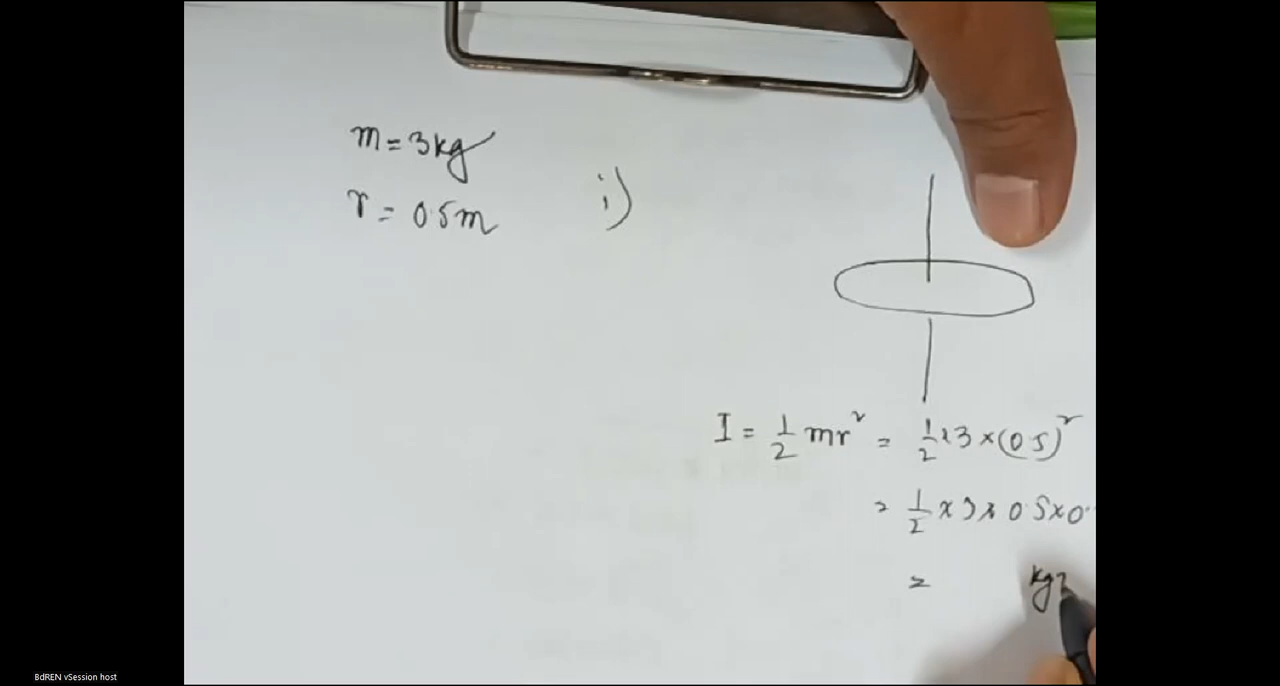 m = 3kg
r = 0.5m
i)
I = 1/2 mr² = 1/2 × 3 × (0.5)²
= 1/2 × 3 × 0.5 × 0.
= kg
BdREN vSession host